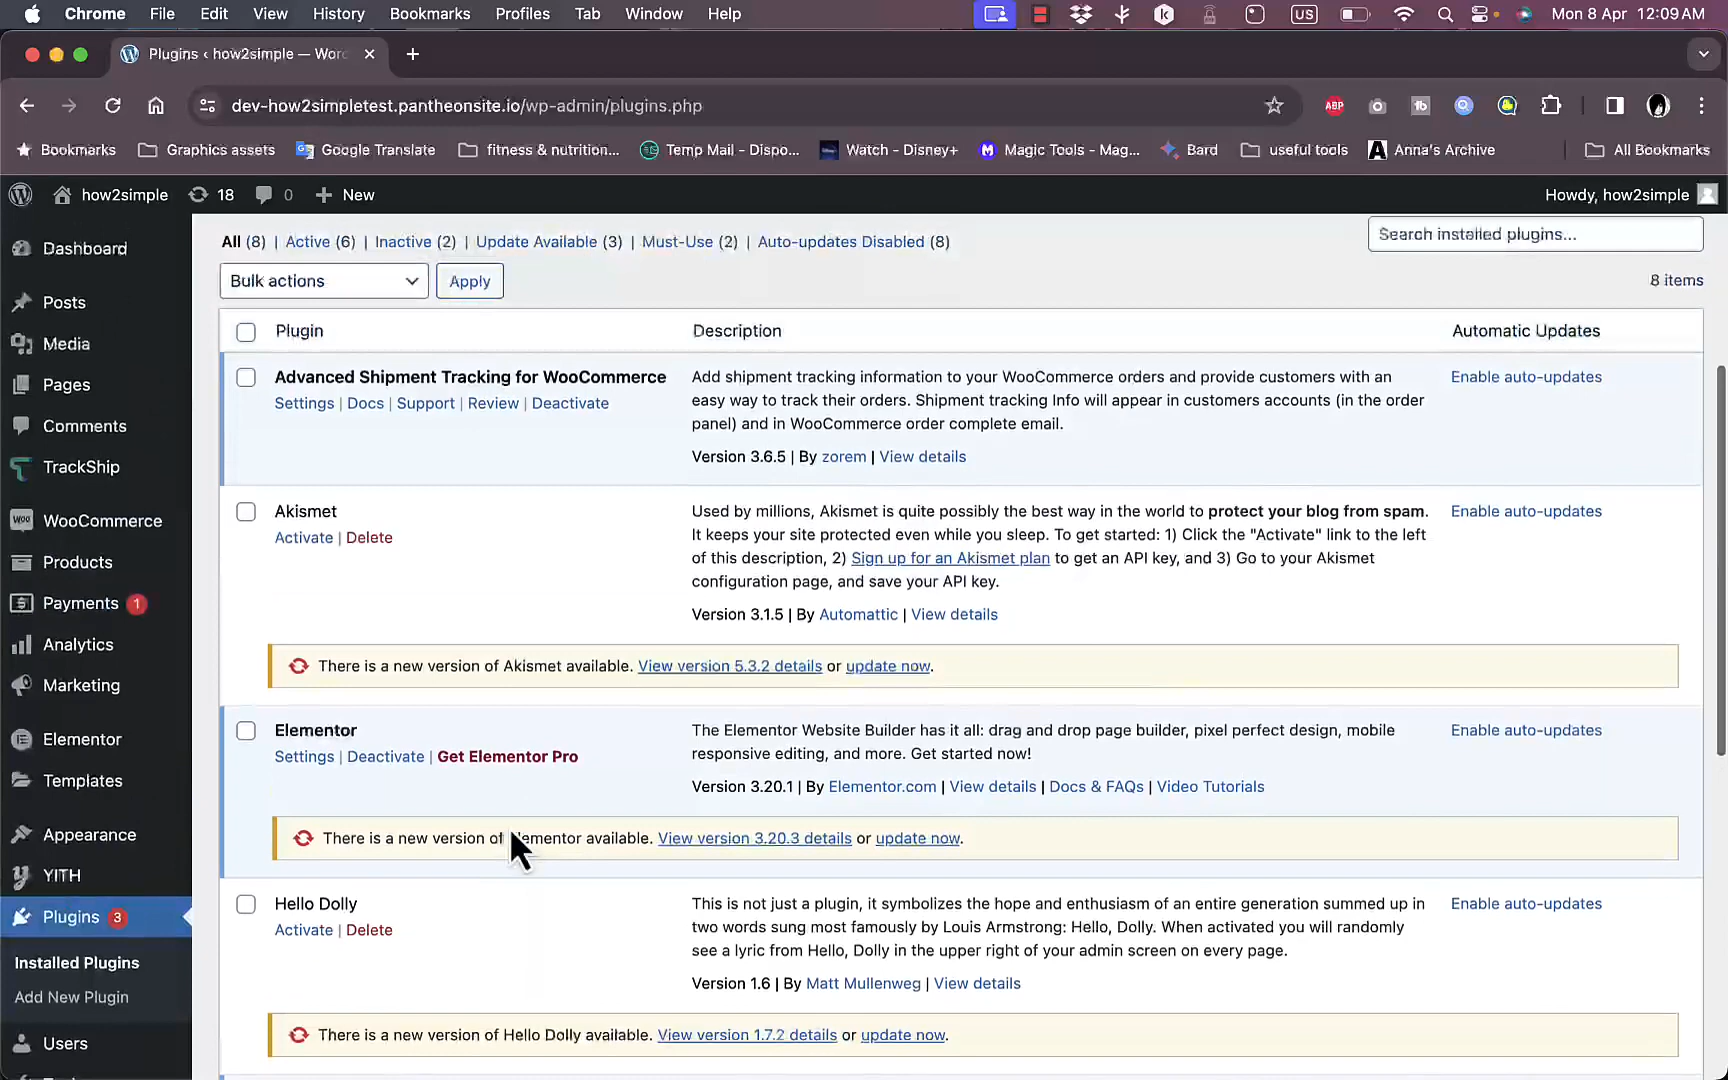 Chrome File Edit View History Bookmarks Profiles Tab Window Help US Mon 8 Apr 12:09 AM
Plugins ‹ how2simple — Worc
dev-how2simpletest.pantheonsite.io/wp-admin/plugins.php ABP tb
Bookmarks Graphics assets Google Translate fitness & nutrition... Temp Mail - Dispo... Watch - Disney+ Magic Tools - Mag... Bard useful tools Anna's Archive All Bookmarks
how2simple 18 0 New Howdy, how2simple
Dashboard
Posts
Media
Pages
Comments
TrackShip
WooCommerce
Products
Payments 1
Analytics
Marketing
Elementor
Templates
Appearance
YITH
Plugins 3
Installed Plugins
Add New Plugin
Users
All (8) | Active (6) | Inactive (2) | Update Available (3) | Must-Use (2) | Auto-updates Disabled (8)
Search installed plugins...
Bulk actions Apply 8 items
Plugin Description Automatic Updates
Advanced Shipment Tracking for WooCommerce
Settings | Docs | Support | Review | Deactivate
Add shipment tracking information to your WooCommerce orders and provide customers with an
easy way to track their orders. Shipment tracking Info will appear in customers accounts (in the order
panel) and in WooCommerce order complete email.
Version 3.6.5 | By zorem | View details
Enable auto-updates
Akismet
Activate | Delete
Used by millions, Akismet is quite possibly the best way in the world to protect your blog from spam.
It keeps your site protected even while you sleep. To get started: 1) Click the "Activate" link to the left
of this description, 2) Sign up for an Akismet plan to get an API key, and 3) Go to your Akismet
configuration page, and save your API key.
Version 3.1.5 | By Automattic | View details
Enable auto-updates
There is a new version of Akismet available. View version 5.3.2 details or update now.
Elementor
Settings | Deactivate | Get Elementor Pro
The Elementor Website Builder has it all: drag and drop page builder, pixel perfect design, mobile
responsive editing, and more. Get started now!
Version 3.20.1 | By Elementor.com | View details | Docs & FAQs | Video Tutorials
Enable auto-updates
There is a new version of Elementor available. View version 3.20.3 details or update now.
Hello Dolly
Activate | Delete
This is not just a plugin, it symbolizes the hope and enthusiasm of an entire generation summed up in
two words sung most famously by Louis Armstrong: Hello, Dolly. When activated you will randomly
see a lyric from Hello, Dolly in the upper right of your admin screen on every page.
Version 1.6 | By Matt Mullenweg | View details
Enable auto-updates
There is a new version of Hello Dolly available. View version 1.7.2 details or update now.